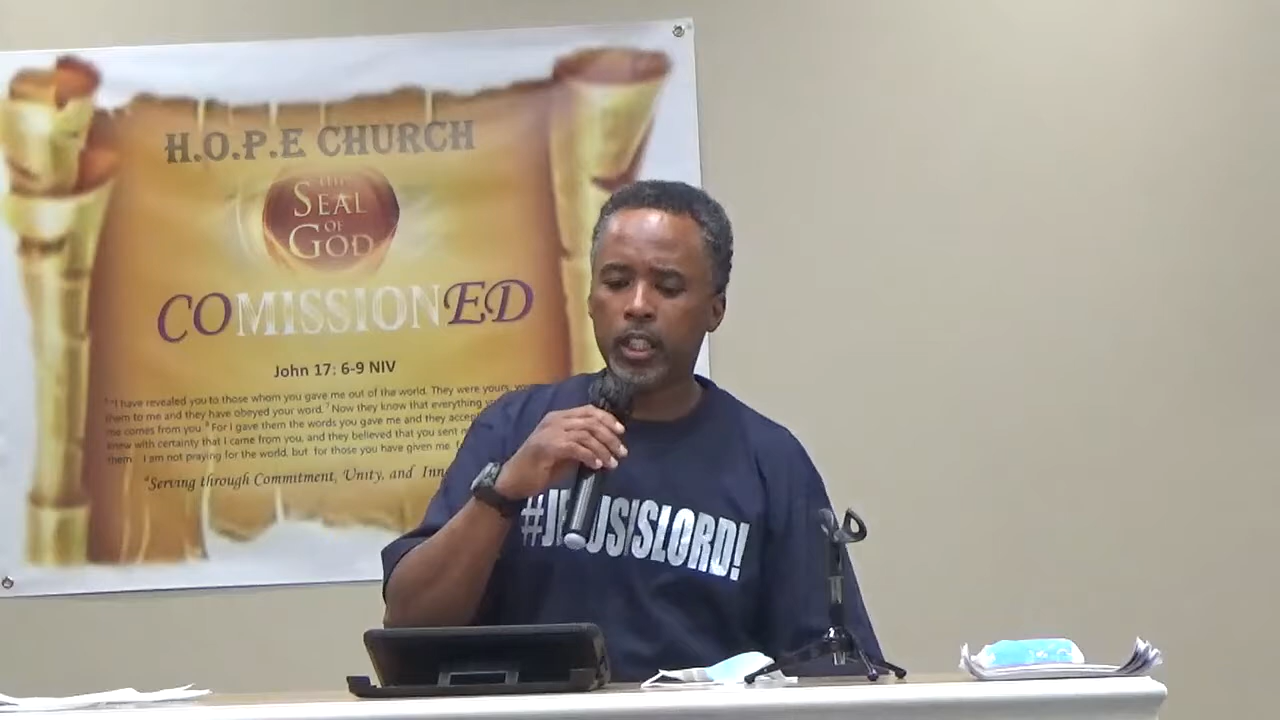 H.O.P.E CHURCH
THE
SEAL
OF
GOD
COMISSIONED
John 17: 6-9 NIV
"I have revealed you to those whom you gave me out of the world. They were yours, you
them to me and they have obeyed your word. 7 Now they know that everything
me comes from you. 8 For I gave them the words you gave me and they
knew with certainty that I came from you, and they believed that you sent
them. I am not praying for the world, but for those you have given me,
"Serving through Commitment, Unity, and
#JESUSISLORD!